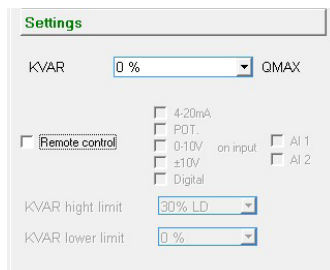 Settings
KVAR 0 % QMAX
4-20mA
POT.
Remote control 0-10V on input AI 1
±10V AI 2
Digital
KVAR hight limit 30% LD
KVAR lower limit 0 %